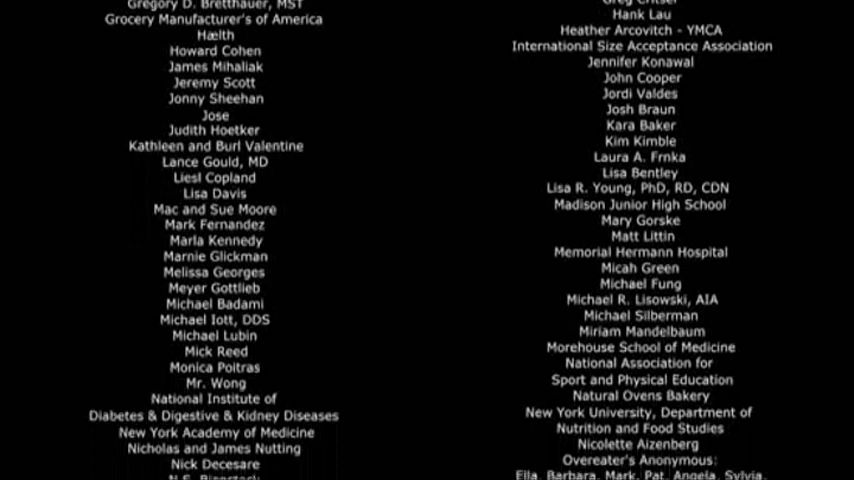 Gregory D. Bretthauer, MST
Grocery Manufacturer's of America
Hælth
Howard Cohen
James Mihaliak
Jeremy Scott
Jonny Sheehan
Jose
Judith Hoetker
Kathleen and Burl Valentine
Lance Gould, MD
Liesl Copland
Lisa Davis
Mac and Sue Moore
Mark Fernandez
Marla Kennedy
Marnie Glickman
Melissa Georges
Meyer Gottlieb
Michael Badami
Michael Iott, DDS
Michael Lubin
Mick Reed
Monica Poitras
Mr. Wong
National Institute of
Diabetes & Digestive & Kidney Diseases
New York Academy of Medicine
Nicholas and James Nutting
Nick Decesare
Greg Critser
Hank Lau
Heather Arcovitch - YMCA
International Size Acceptance Association
Jennifer Konawal
John Cooper
Jordi Valdes
Josh Braun
Kara Baker
Kim Kimble
Laura A. Frnka
Lisa Bentley
Lisa R. Young, PhD, RD, CDN
Madison Junior High School
Mary Gorske
Matt Littin
Memorial Hermann Hospital
Micah Green
Michael Fung
Michael R. Lisowski, AIA
Michael Silberman
Miriam Mandelbaum
Morehouse School of Medicine
National Association for
Sport and Physical Education
Natural Ovens Bakery
New York University, Department of
Nutrition and Food Studies
Nicolette Aizenberg
Overeater's Anonymous:
Ella, Barbara, Mark, Pat, Angela, Sylvia,